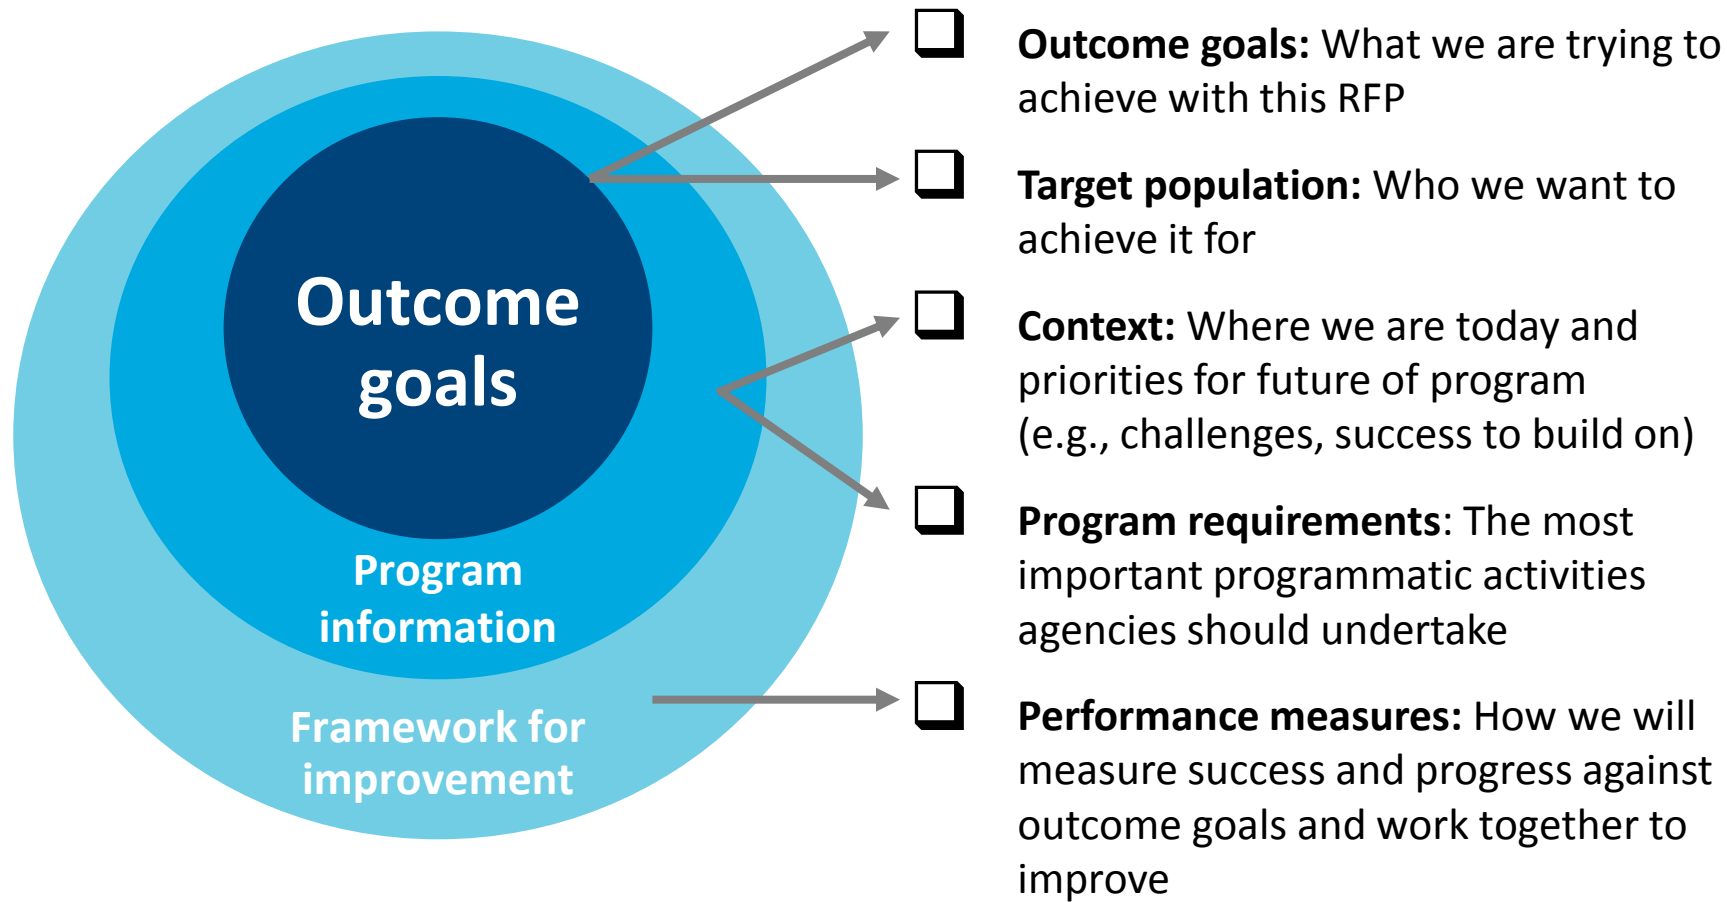 Outcome
goals
Program
information
Framework for
improvement
Outcome goals: What we are trying to
achieve with this RFP
Target population: Who we want to
achieve it for
Context: Where we are today and
priorities for future of program
(e.g., challenges, success to build on)
Program requirements: The most
important programmatic activities
agencies should undertake
Performance measures: How we will
measure success and progress against
outcome goals and work together to
improve